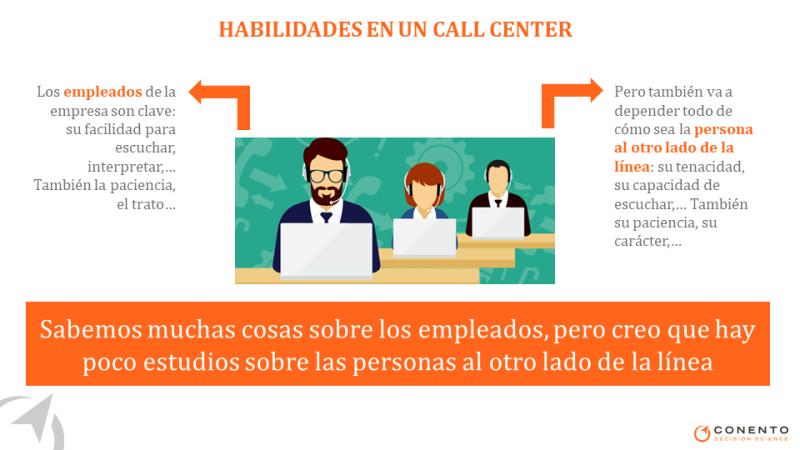 HABILIDADES EN UN CALL CENTER
Los empleados de la
empresa son clave:
su facilidad para
escuchar,
interpretar,...
También la paciencia,
el trato...
Pero también va a
depender todo de
cómo sea la persona
al otro lado de la
línea: su tenacidad,
su capacidad de
escuchar,... También
su paciencia, su
carácter,...
Sabemos muchas cosas sobre los empleados, pero creo que hay
poco estudios sobre las personas al otro lado de la línea
CONENTO
DECISION SCIENCE